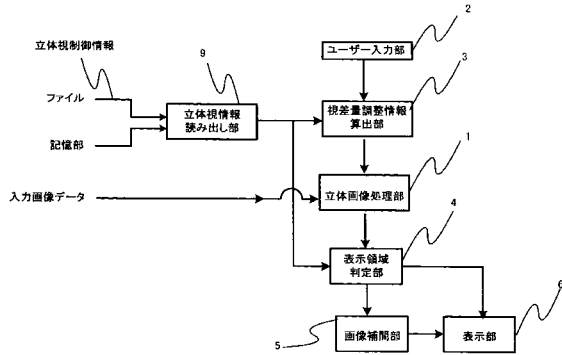 2
ユーザー入力部
立体視制御情報
9
3
ファイル
立体視情報
読み出し部
視差量調整情報
算出部
記憶部
1
入力画像データ
立体画像処理部
4
表示領域
判定部
6
5
画像補間部
表示部